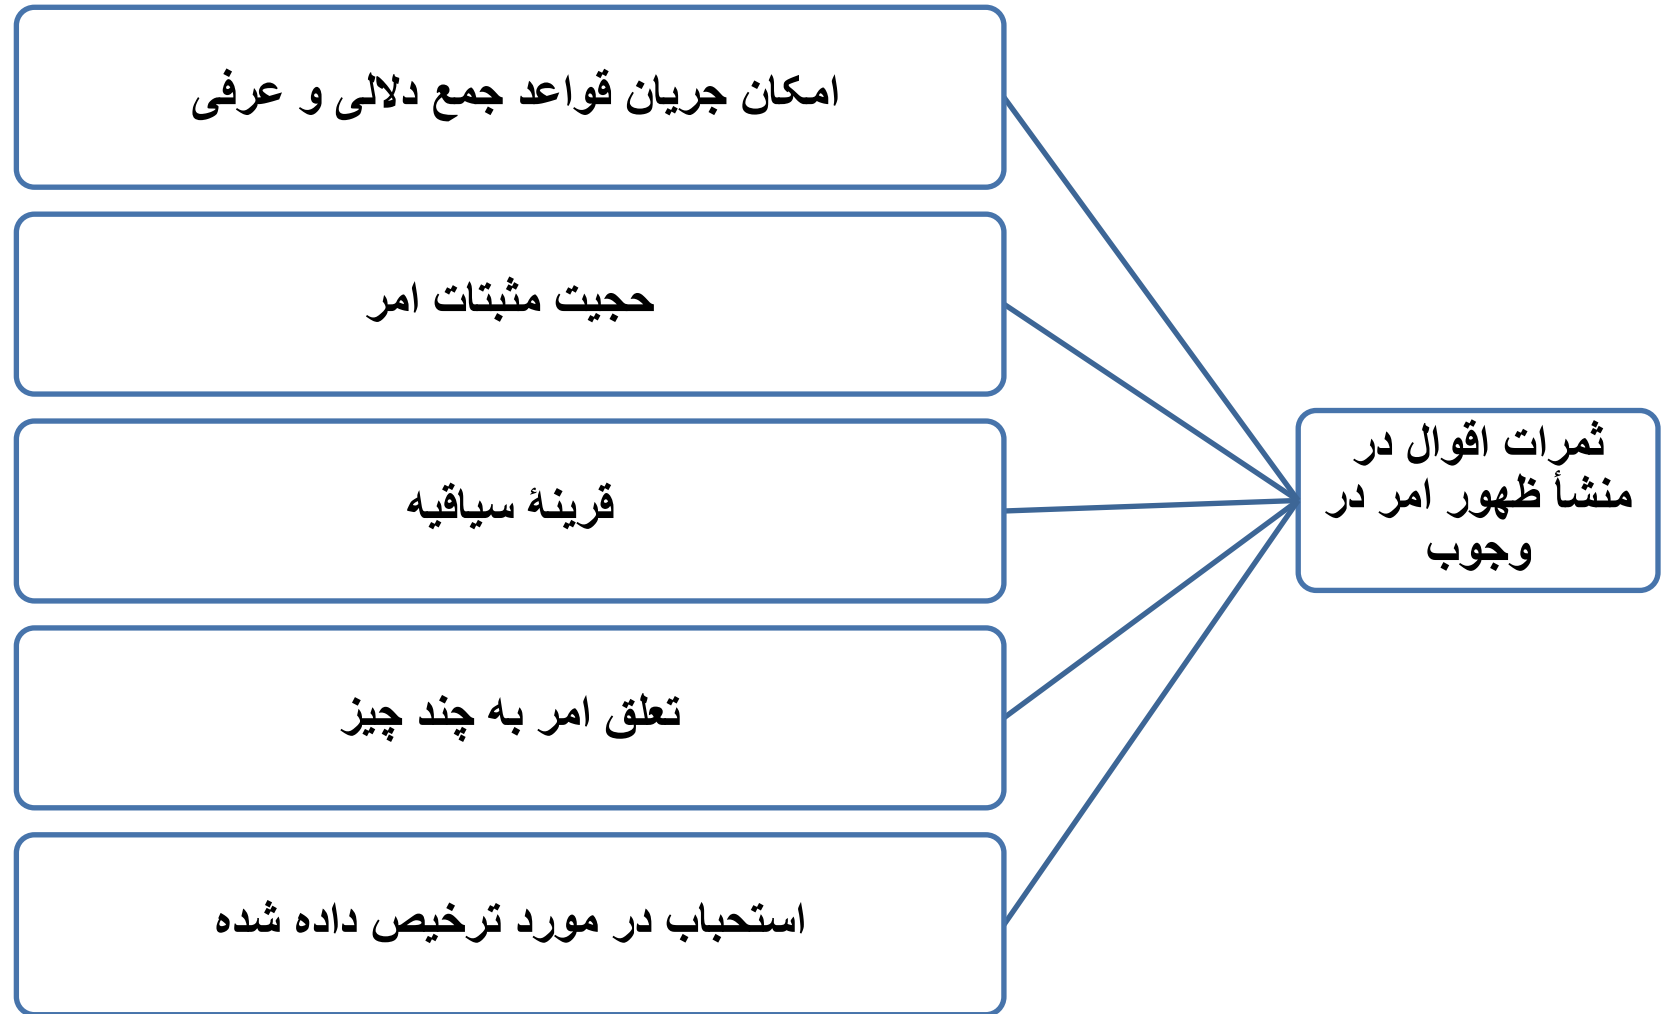 ثمرات اقوال در
منشأ ظهور امر در
وجوب
امکان جریان قواعد جمع دلالی و عرفی
حجیت مثبتات امر
قرینۀ سیاقیه
تعلق امر به چند چیز
استحباب در مورد ترخیص داده شده